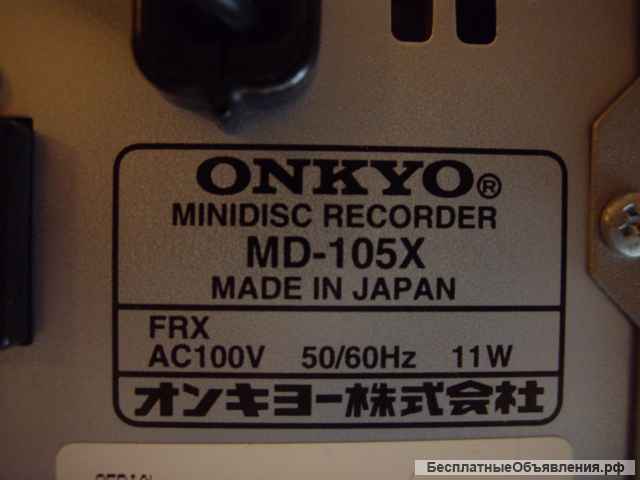 ONKYO®
MINIDISC RECORDER
MD-105X
MADE IN JAPAN
FRX
AC100V 50/60Hz 11W
オンキヨー株式会社
БесплатныеОбъявления.рф